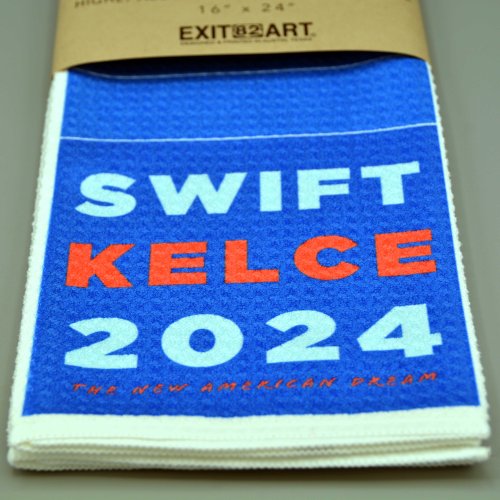 16" x 24"
EXIT82ART
SWIFT
KELCE
2024
THE NEW AMERICAN DREAM